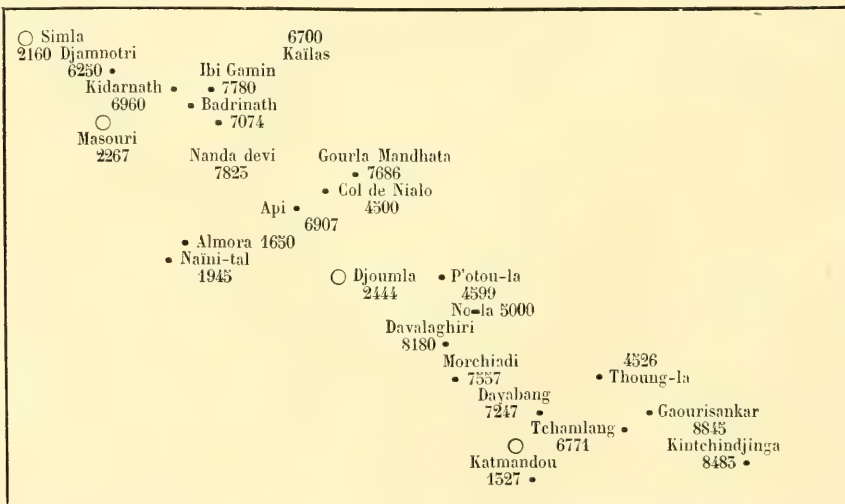 Simla
6700
2160 Djamnotri
Kaïlas
6250
Ibi Gamin
Kidarnath
7780
6960
Badrinath
7074
Masouri
2267
Nanda devi
Gourla Mandhata
7823
7686
Col de Nialo
4500
Api
6907
Almora 1650
Naïni-tal
1945
Djoumla
P'otou-la
2444
4599
No-la 5000
Davalaghiri
8180
Morchiadi
7557
4526
Thoung-la
Dayabang
7247
Gaourisankar
8845
Tchamlang
6771
Kintchindjinga
8483
Katmandou
1327